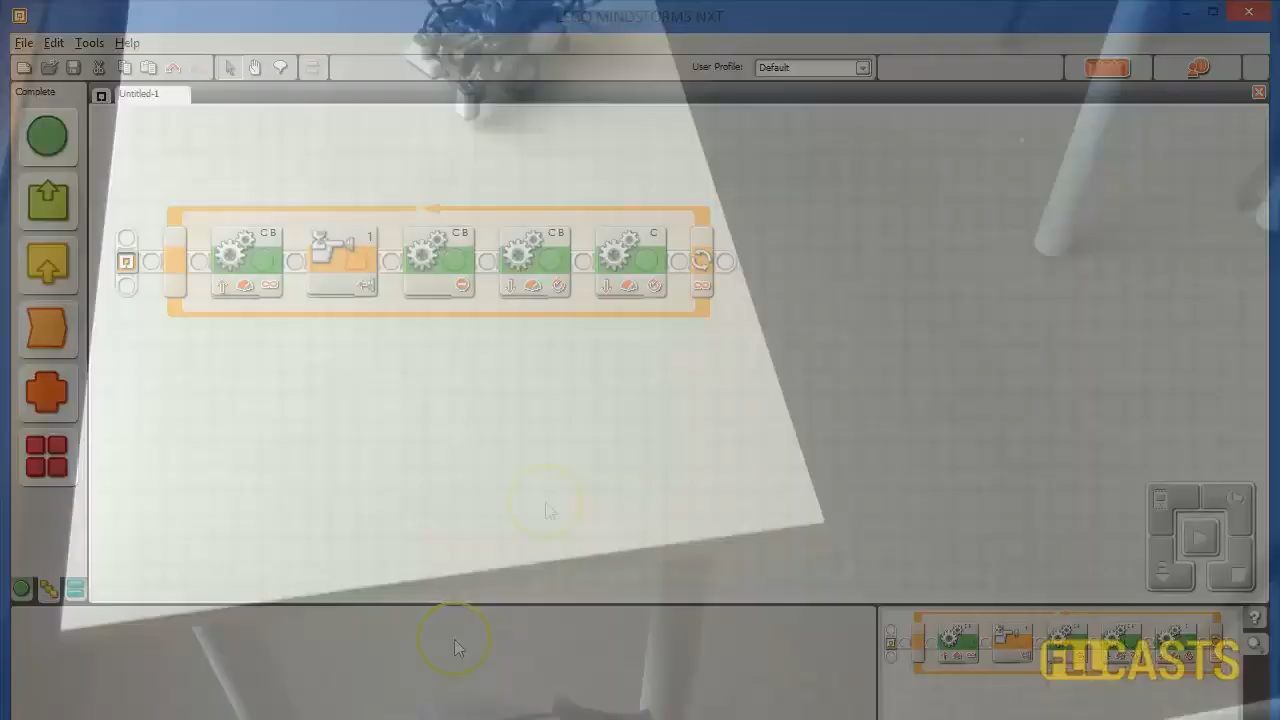 LEGO MINDSTORMS NXT
File Edit Tools Help
User Profile: Default
Complete
Untitled-1
C B
1
C B
C B
C
?
FLLCASTS